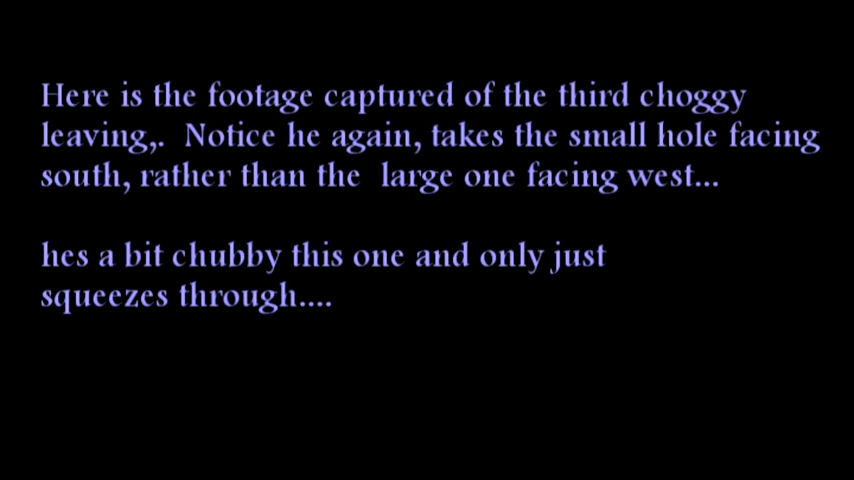 Here is the footage captured of the third choggy
leaving,.  Notice he again, takes the small hole facing
south, rather than the  large one facing west...
hes a bit chubby this one and only just
squeezes through....